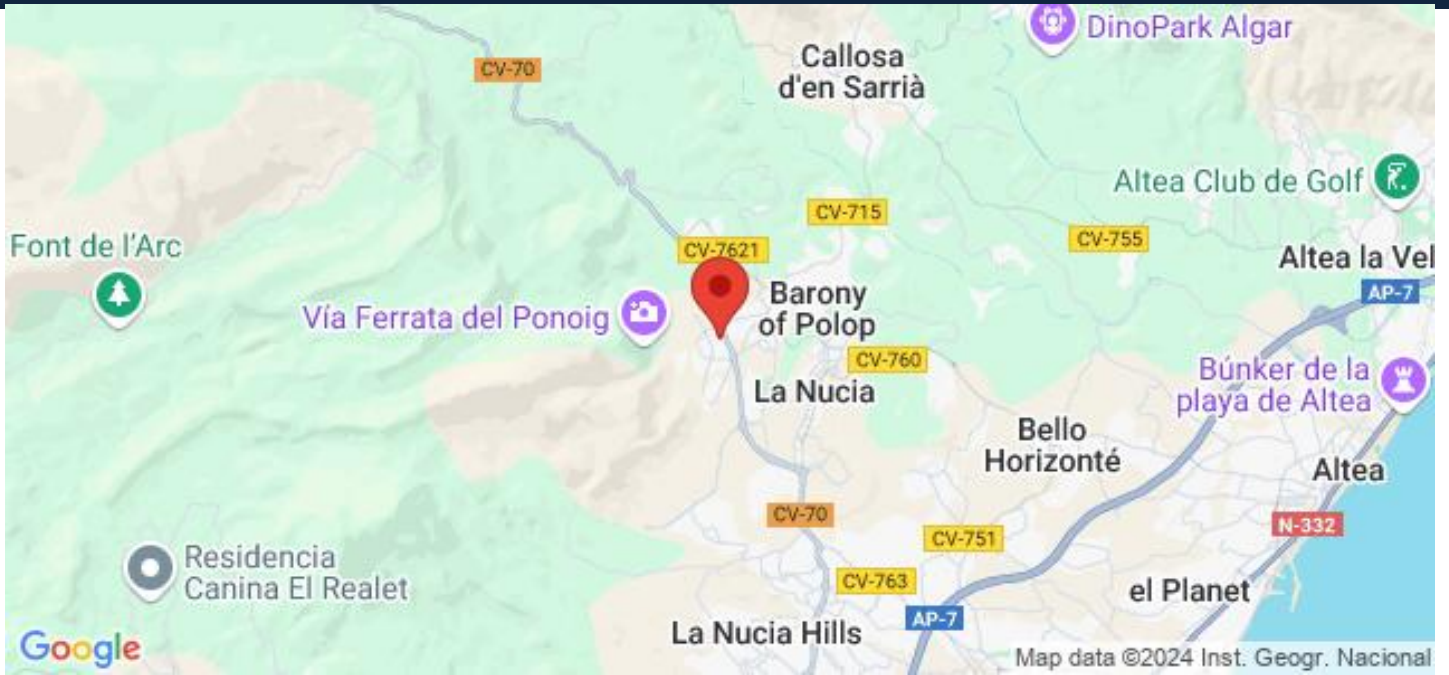 DinoPark Algar
Callosa
d'en Sarrià
CV-70
Altea Club de Golf
CV-715
CV-755
Font de l'Arc
CV-7621
Altea la Vel
AP-7
Vía Ferrata del Ponoig
Barony
of Polop
CV-760
Búnker de la
playa de Altea
La Nucia
Bello
Horizonté
Altea
CV-70
N-332
CV-751
Residencia
Canina El Realet
CV-763
el Planet
AP-7
La Nucia Hills
Google
Map data ©2024 Inst. Geogr. Nacional